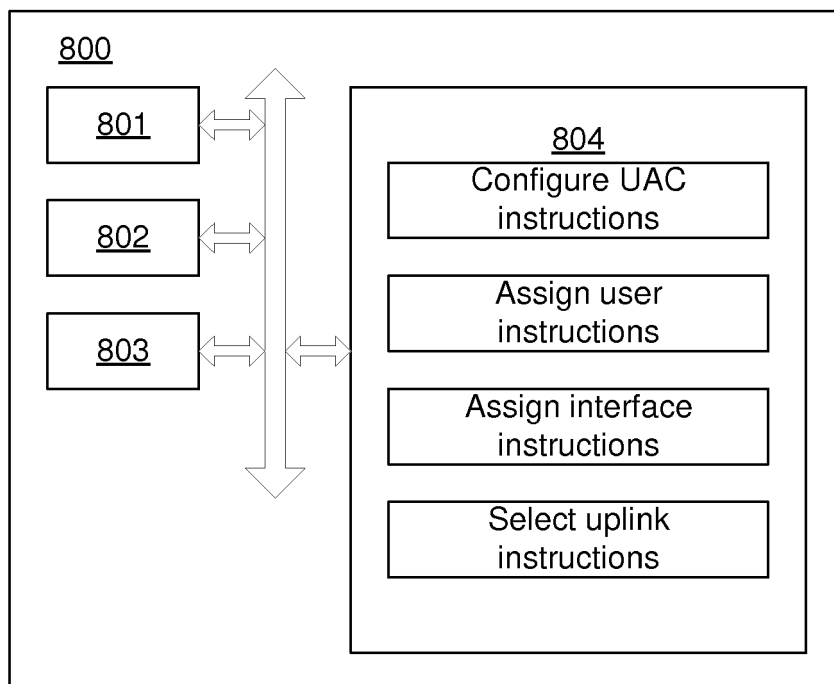 800
801
802
803
804
Configure UAC
instructions
Assign user
instructions
Assign interface
instructions
Select uplink
instructions